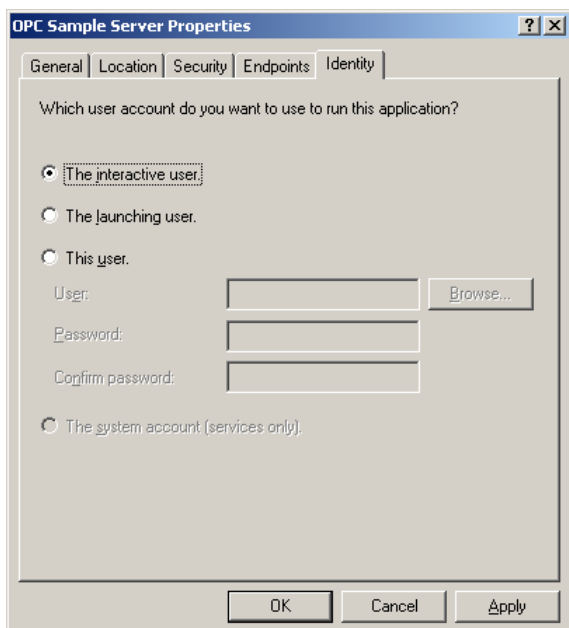 OPC Sample Server Properties
General Location Security Endpoints Identity
Which user account do you want to use to run this application?
The interactive user.
The launching user.
This user.
User:
Browse...
Password:
Confirm password:
The system account (services only).
OK Cancel Apply